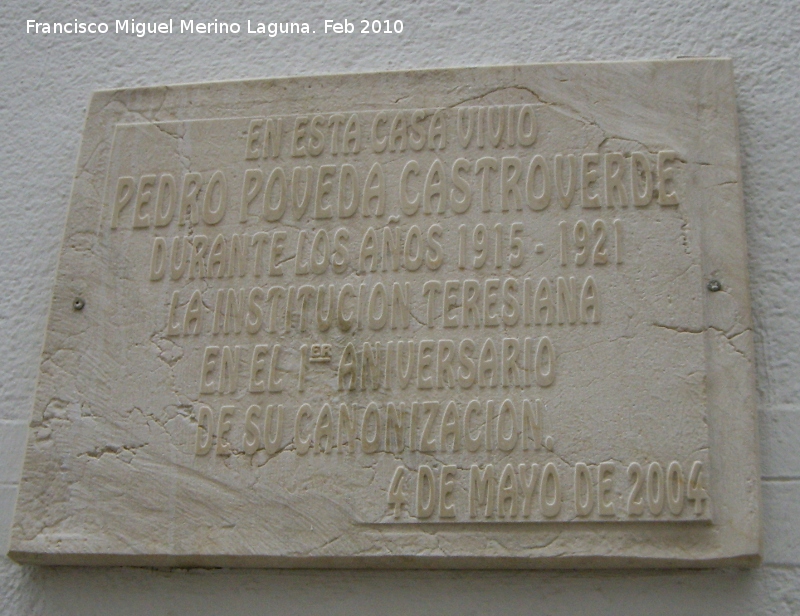 Francisco Miguel Merino Laguna. Feb 2010
EN ESTA CASA VIVIO
PEDRO POVEDA CASTROVERDE
DURANTE LOS AÑOS 1915 - 1921
LA INSTITUCION TERESIANA
EN EL 1ER ANIVERSARIO
DE SU CANONIZACION.
4 DE MAYO DE 2004